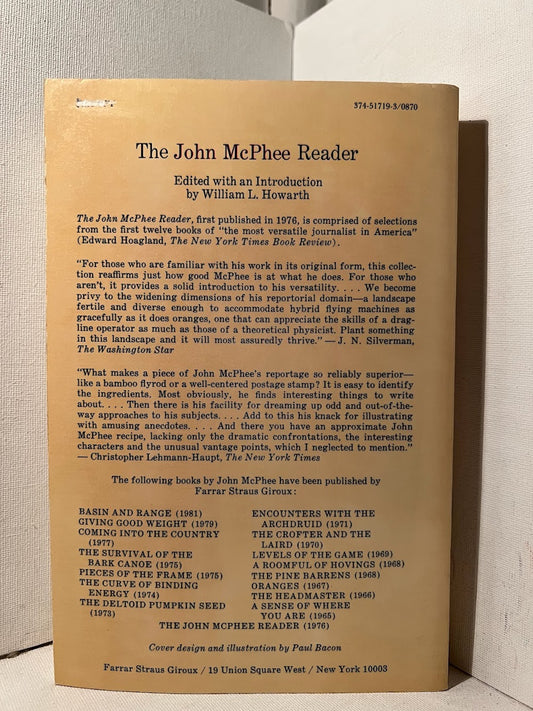 374-51719-3/0870
The John McPhee Reader
Edited with an Introduction
by William L. Howarth
The John McPhee Reader, first published in 1976, is comprised of selections
from the first twelve books of "the most versatile journalist in America"
(Edward Hoagland, The New York Times Book Review).
"For those who are familiar with his work in its original form, this collec-
tion reaffirms just how good McPhee is at what he does. For those who
aren't, it provides a solid introduction to his versatility. . . . We become
privy to the widening dimensions of his reportorial domain—a landscape
fertile and diverse enough to accommodate hybrid flying machines as
gracefully as it does oranges, one that can appreciate the skills of a drag-
line operator as much as those of a theoretical physicist. Plant something
in this landscape and it will most assuredly thrive."—J. N. Silverman,
The Washington Star
"What makes a piece of John McPhee's reportage so reliably superior—
like a bamboo flyrod or a well-centered postage stamp? It is easy to identify
the ingredients. Most obviously, he finds interesting things to write
about. . . . Then there is his facility for dreaming up odd and out-of-the-
way approaches to his subjects. . . . Add to this his knack for illustrating
with amusing anecdotes. . . . And there you have an approximate John
McPhee recipe, lacking only the dramatic confrontations, the interesting
characters and the unusual vantage points, which I neglected to mention."
— Christopher Lehmann-Haupt, The New York Times
The following books by John McPhee have been published by
Farrar Straus Giroux:
BASIN AND RANGE (1981)
GIVING GOOD WEIGHT (1979)
COMING INTO THE COUNTRY
(1977)
THE SURVIVAL OF THE
BARK CANOE (1975)
PIECES OF THE FRAME (1975)
THE CURVE OF BINDING
ENERGY (1974)
THE DELTOID PUMPKIN SEED
(1973)
ENCOUNTERS WITH THE
ARCHDRUID (1971)
THE CROFTER AND THE
LAIRD (1970)
LEVELS OF THE GAME (1969)
A ROOMFUL OF HOVINGS (1968)
THE PINE BARRENS (1968)
ORANGES (1967)
THE HEADMASTER (1966)
A SENSE OF WHERE
YOU ARE (1965)
THE JOHN MCPHEE READER (1976)
Cover design and illustration by Paul Bacon
Farrar Straus Giroux / 19 Union Square West / New York 10003